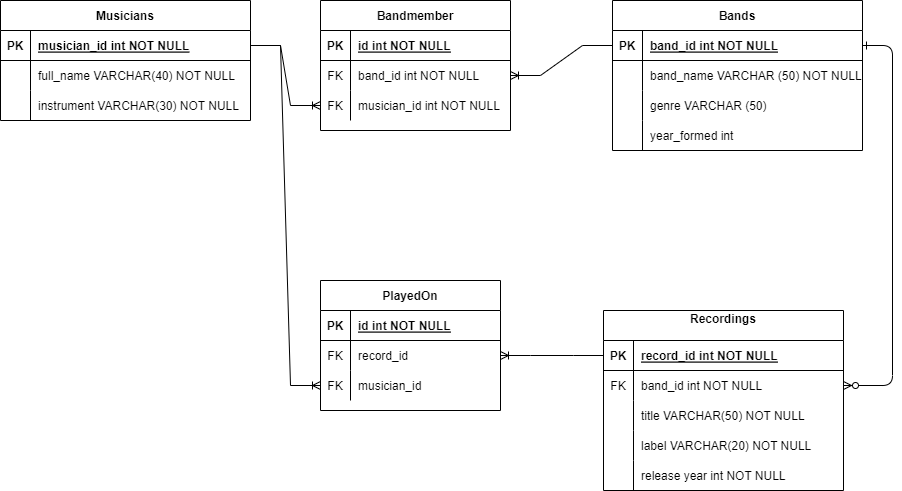 Musicians
PK musician_id int NOT NULL
full_name VARCHAR(40) NOT NULL
instrument VARCHAR(30) NOT NULL
Bandmember
PK id int NOT NULL
FK band_id int NOT NULL
FK musician_id int NOT NULL
Bands
PK band_id int NOT NULL
band_name VARCHAR (50) NOT NULL
genre VARCHAR (50)
year_formed int
PlayedOn
PK id int NOT NULL
FK record_id
FK musician_id
Recordings
PK record_id int NOT NULL
FK band_id int NOT NULL
title VARCHAR(50) NOT NULL
label VARCHAR(20) NOT NULL
release year int NOT NULL